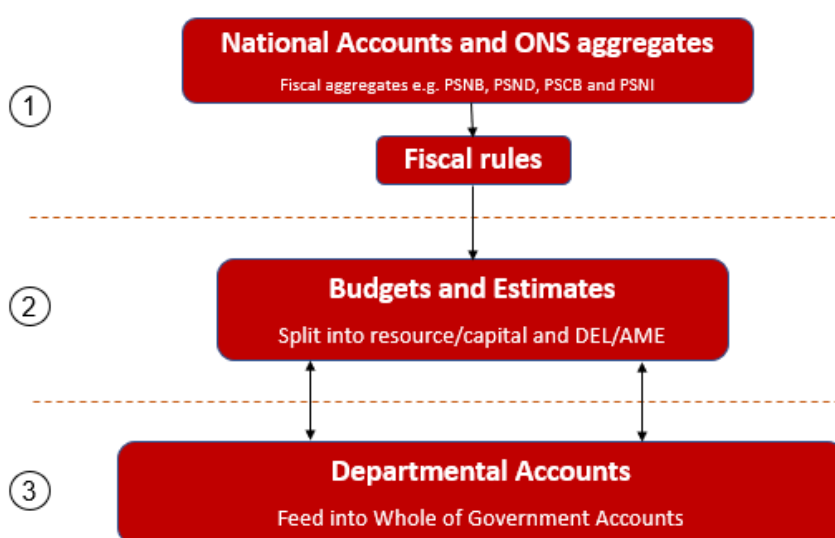 National Accounts and ONS aggregates
Fiscal aggregates e.g. PSNB, PSND, PSCB and PSNI
1
Fiscal rules
2
Budgets and Estimates
Split into resource/capital and DEL/AME
3
Departmental Accounts
Feed into Whole of Government Accounts